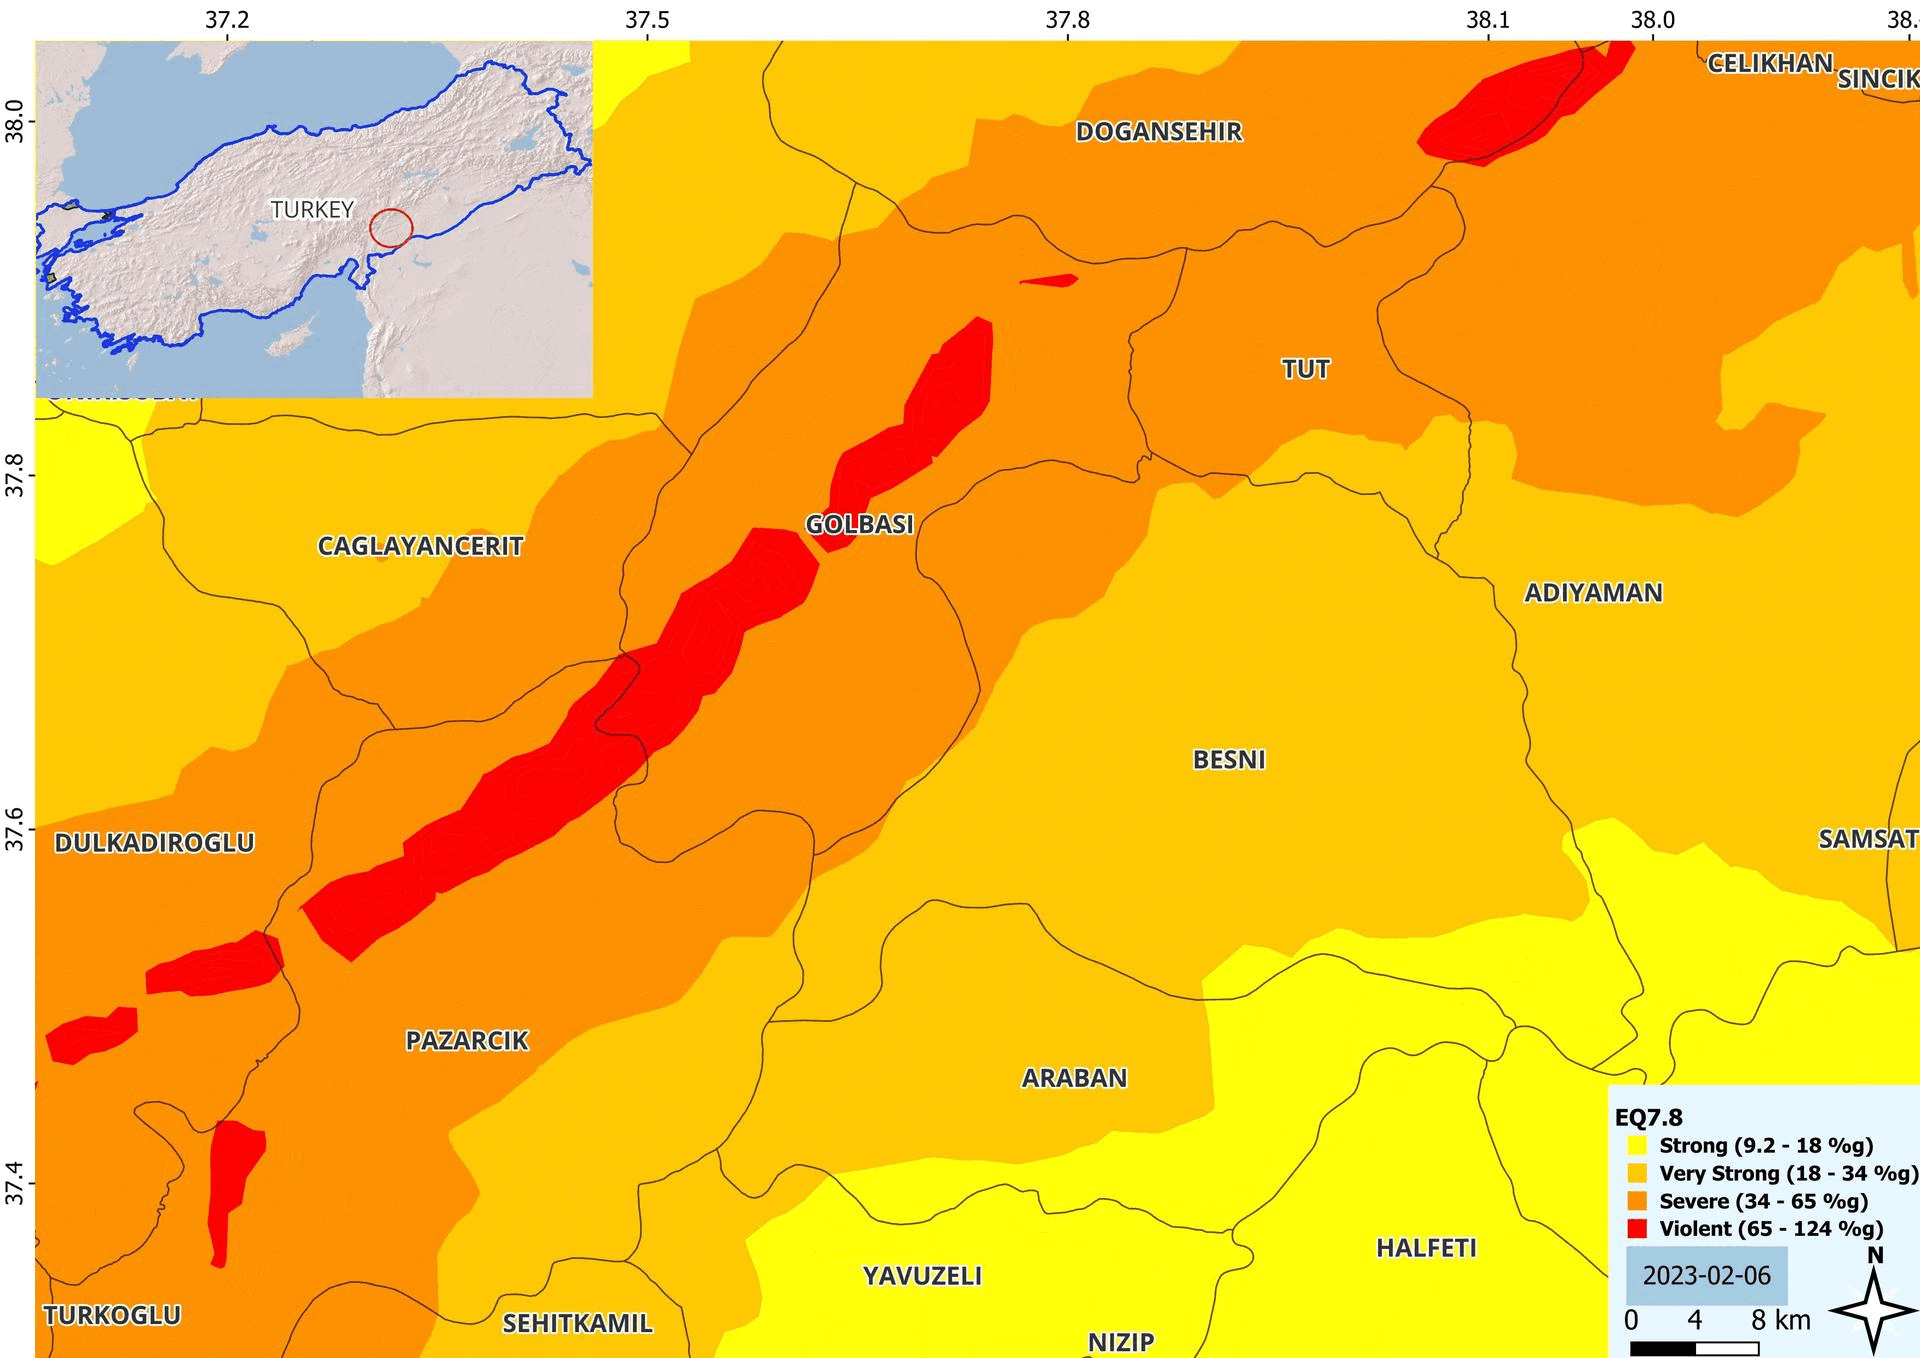 37.2 37.5 37.8 38.1 38.0
38.0
37.8
37.6
37.4
TURKEY
CELIKHAN
SINCIK
DOGANSEHIR
TUT
GOLBASI
CAGLAYANCERIT
ADIYAMAN
BESNI
DULKADIROGLU
SAMSAT
PAZARCIK
ARABAN
HALFETI
YAVUZELI
TURKOGLU
SEHITKAMIL
NIZIP
EQ7.8
Strong (9.2 - 18 %g)
Very Strong (18 - 34 %g)
Severe (34 - 65 %g)
Violent (65 - 124 %g)
2023-02-06
N
0 4 8 km